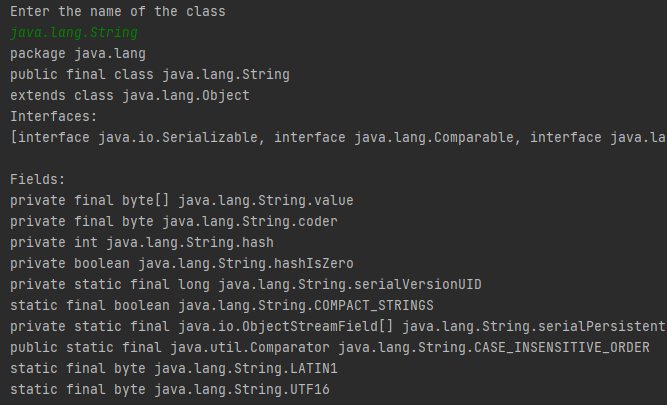 Enter the name of the class
java.lang.String
package java.lang
public final class java.lang.String
extends class java.lang.Object
Interfaces:
[interface java.io.Serializable, interface java.lang.Comparable, interface java.la
Fields:
private final byte[] java.lang.String.value
private final byte java.lang.String.coder
private int java.lang.String.hash
private boolean java.lang.String.hashIsZero
private static final long java.lang.String.serialVersionUID
static final boolean java.lang.String.COMPACT_STRINGS
private static final java.io.ObjectStreamField[] java.lang.String.serialPersistent
public static final java.util.Comparator java.lang.String.CASE_INSENSITIVE_ORDER
static final byte java.lang.String.LATIN1
static final byte java.lang.String.UTF16